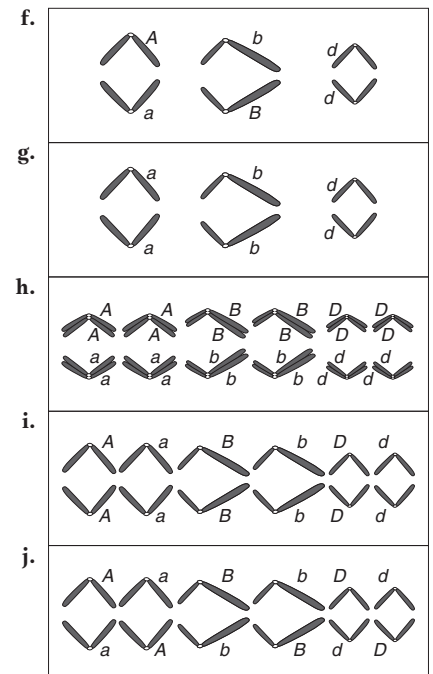 f.
A b d
a B d
g.
a b d
a b d
h.
A A B B D D
A A B B D D
a a b b d d
a a b b d d
i.
A a B b D d
A a B b D d
j.
A a B b D d
a A b B d D